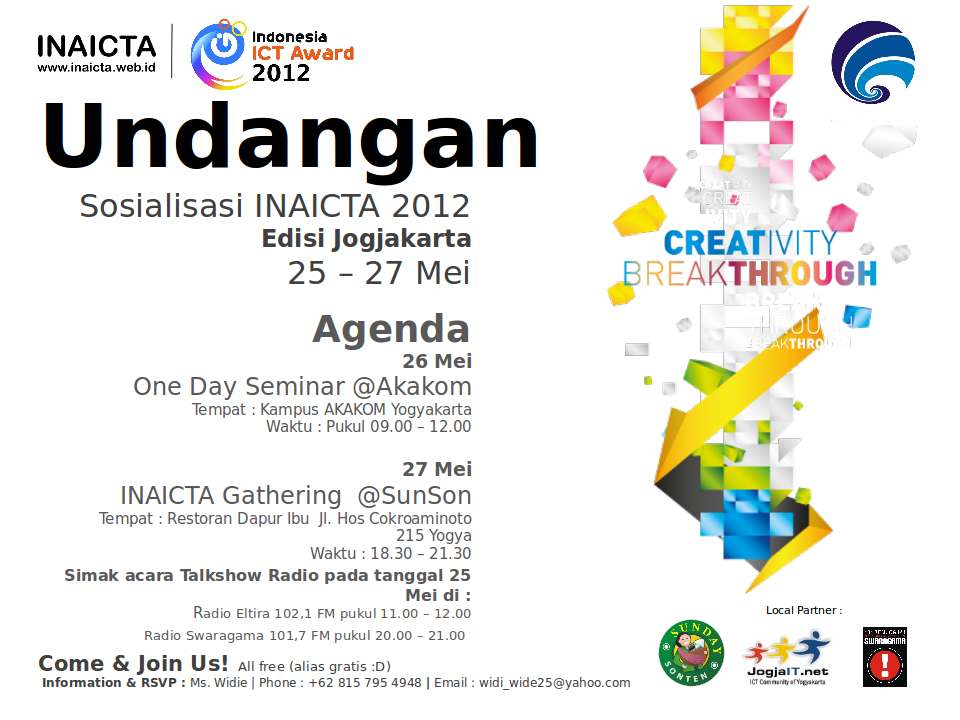 INAICTA
www.inaicta.web.id
Indonesia
ICT Award
2012
Undangan
Sosialisasi INAICTA 2012
Edisi Jogjakarta
25 – 27 Mei
Agenda
26 Mei
One Day Seminar @Akakom
Tempat : Kampus AKAKOM Yogyakarta
Waktu : Pukul 09.00 – 12.00
27 Mei
INAICTA Gathering @SunSon
Tempat : Restoran Dapur Ibu Jl. Hos Cokroaminoto
215 Yogya
Waktu : 18.30 – 21.30
Simak acara Talkshow Radio pada tanggal 25
Mei di :
Radio Eltira 102,1 FM pukul 11.00 – 12.00
Radio Swaragama 101,7 FM pukul 20.00 – 21.00
Come & Join Us! All free (alias gratis :D)
Information & RSVP : Ms. Widie | Phone : +62 815 795 4948 | Email : widi_wide25@yahoo.com
CREATIVITY
BREAKTHROUGH
BREAK
THROUGH
BREAKTHROUGH
Local Partner :
SUNDAY
SONTEN
JogjaIT.net
ICT Community of Yogyakarta
SWARAGAMA